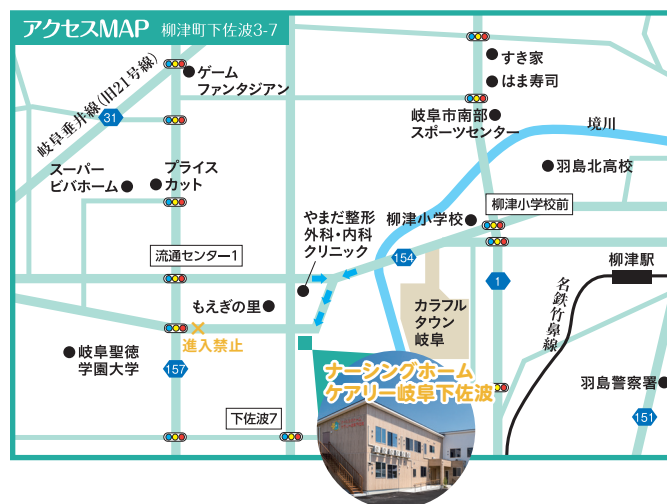 アクセスMAP 柳津町下佐波3-7
岐阜垂井線(旧21号線)
31
ゲーム
ファンタジアン
すき家
はま寿司
岐阜市南部
スポーツセンター
境川
羽島北高校
スーパー
ビバホーム
プライス
カット
やまだ整形
外科・内科
クリニック
柳津小学校
柳津小学校前
流通センター1
154
1
柳津駅
名鉄竹鼻線
もえぎの里
カラフル
タウン
岐阜
進入禁止
岐阜聖徳
学園大学
157
ナーシングホーム
ケアリー岐阜下佐波
羽島警察署
151
下佐波7